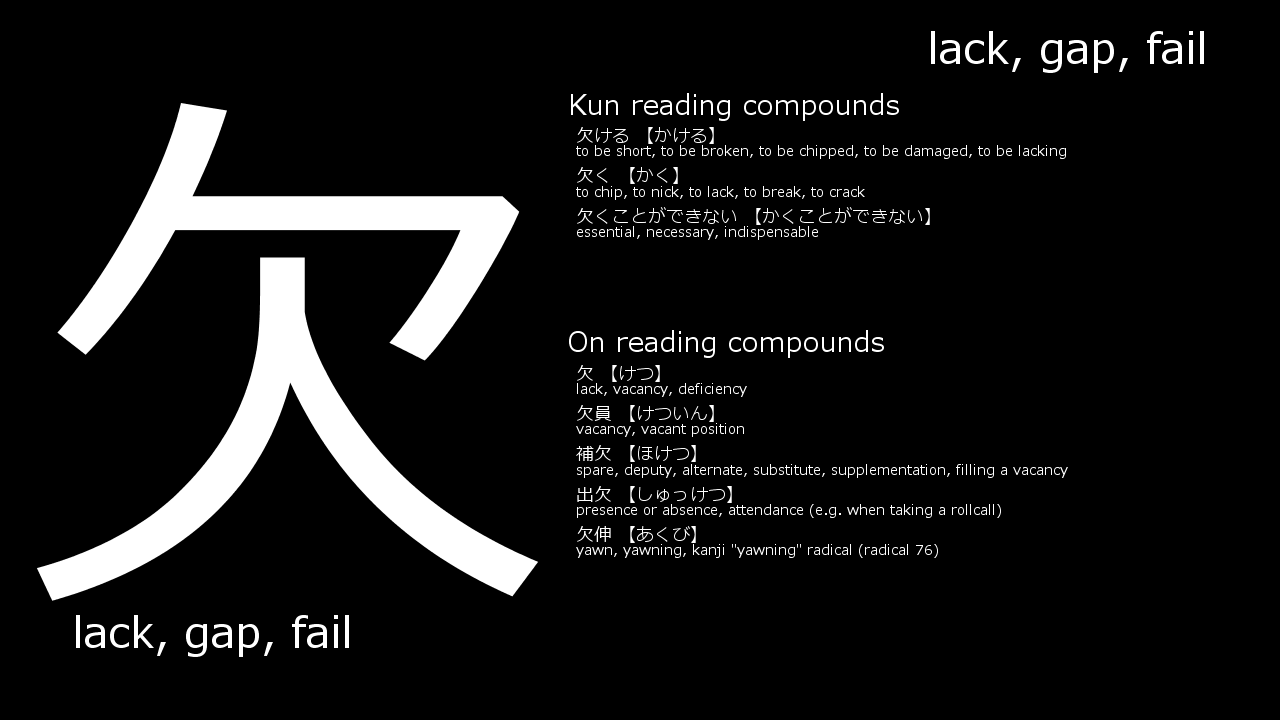 lack, gap, fail
欠
Kun reading compounds
欠ける 【かける】
to be short, to be broken, to be chipped, to be damaged, to be lacking
欠く 【かく】
to chip, to nick, to lack, to break, to crack
欠くことができない 【かくことができない】
essential, necessary, indispensable
On reading compounds
欠 【けつ】
lack, vacancy, deficiency
欠員 【けついん】
vacancy, vacant position
補欠 【ほけつ】
spare, deputy, alternate, substitute, supplementation, filling a vacancy
出欠 【しゅっけつ】
presence or absence, attendance (e.g. when taking a rollcall)
欠伸 【あくび】
yawn, yawning, kanji "yawning" radical (radical 76)
lack, gap, fail